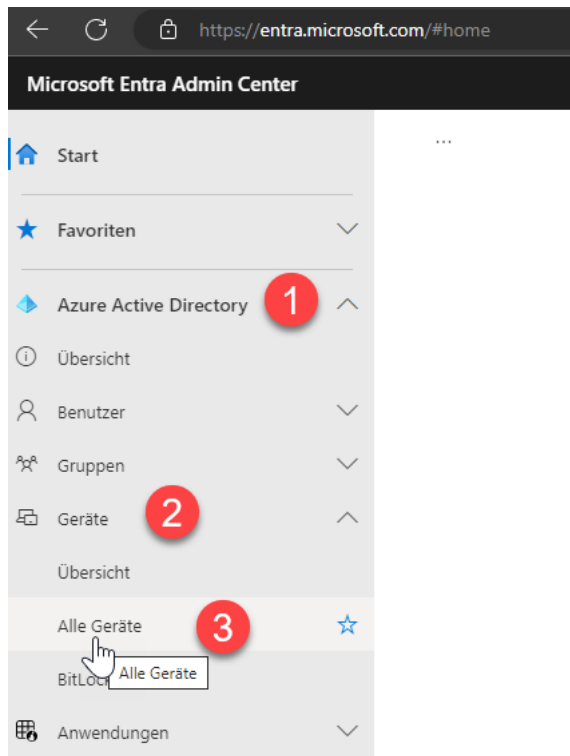 https://entra.microsoft.com/#home
Microsoft Entra Admin Center
...
Start
Favoriten
Azure Active Directory 1
Übersicht
Benutzer
Gruppen
Geräte 2
Übersicht
Alle Geräte 3
Alle Geräte
Anwendungen